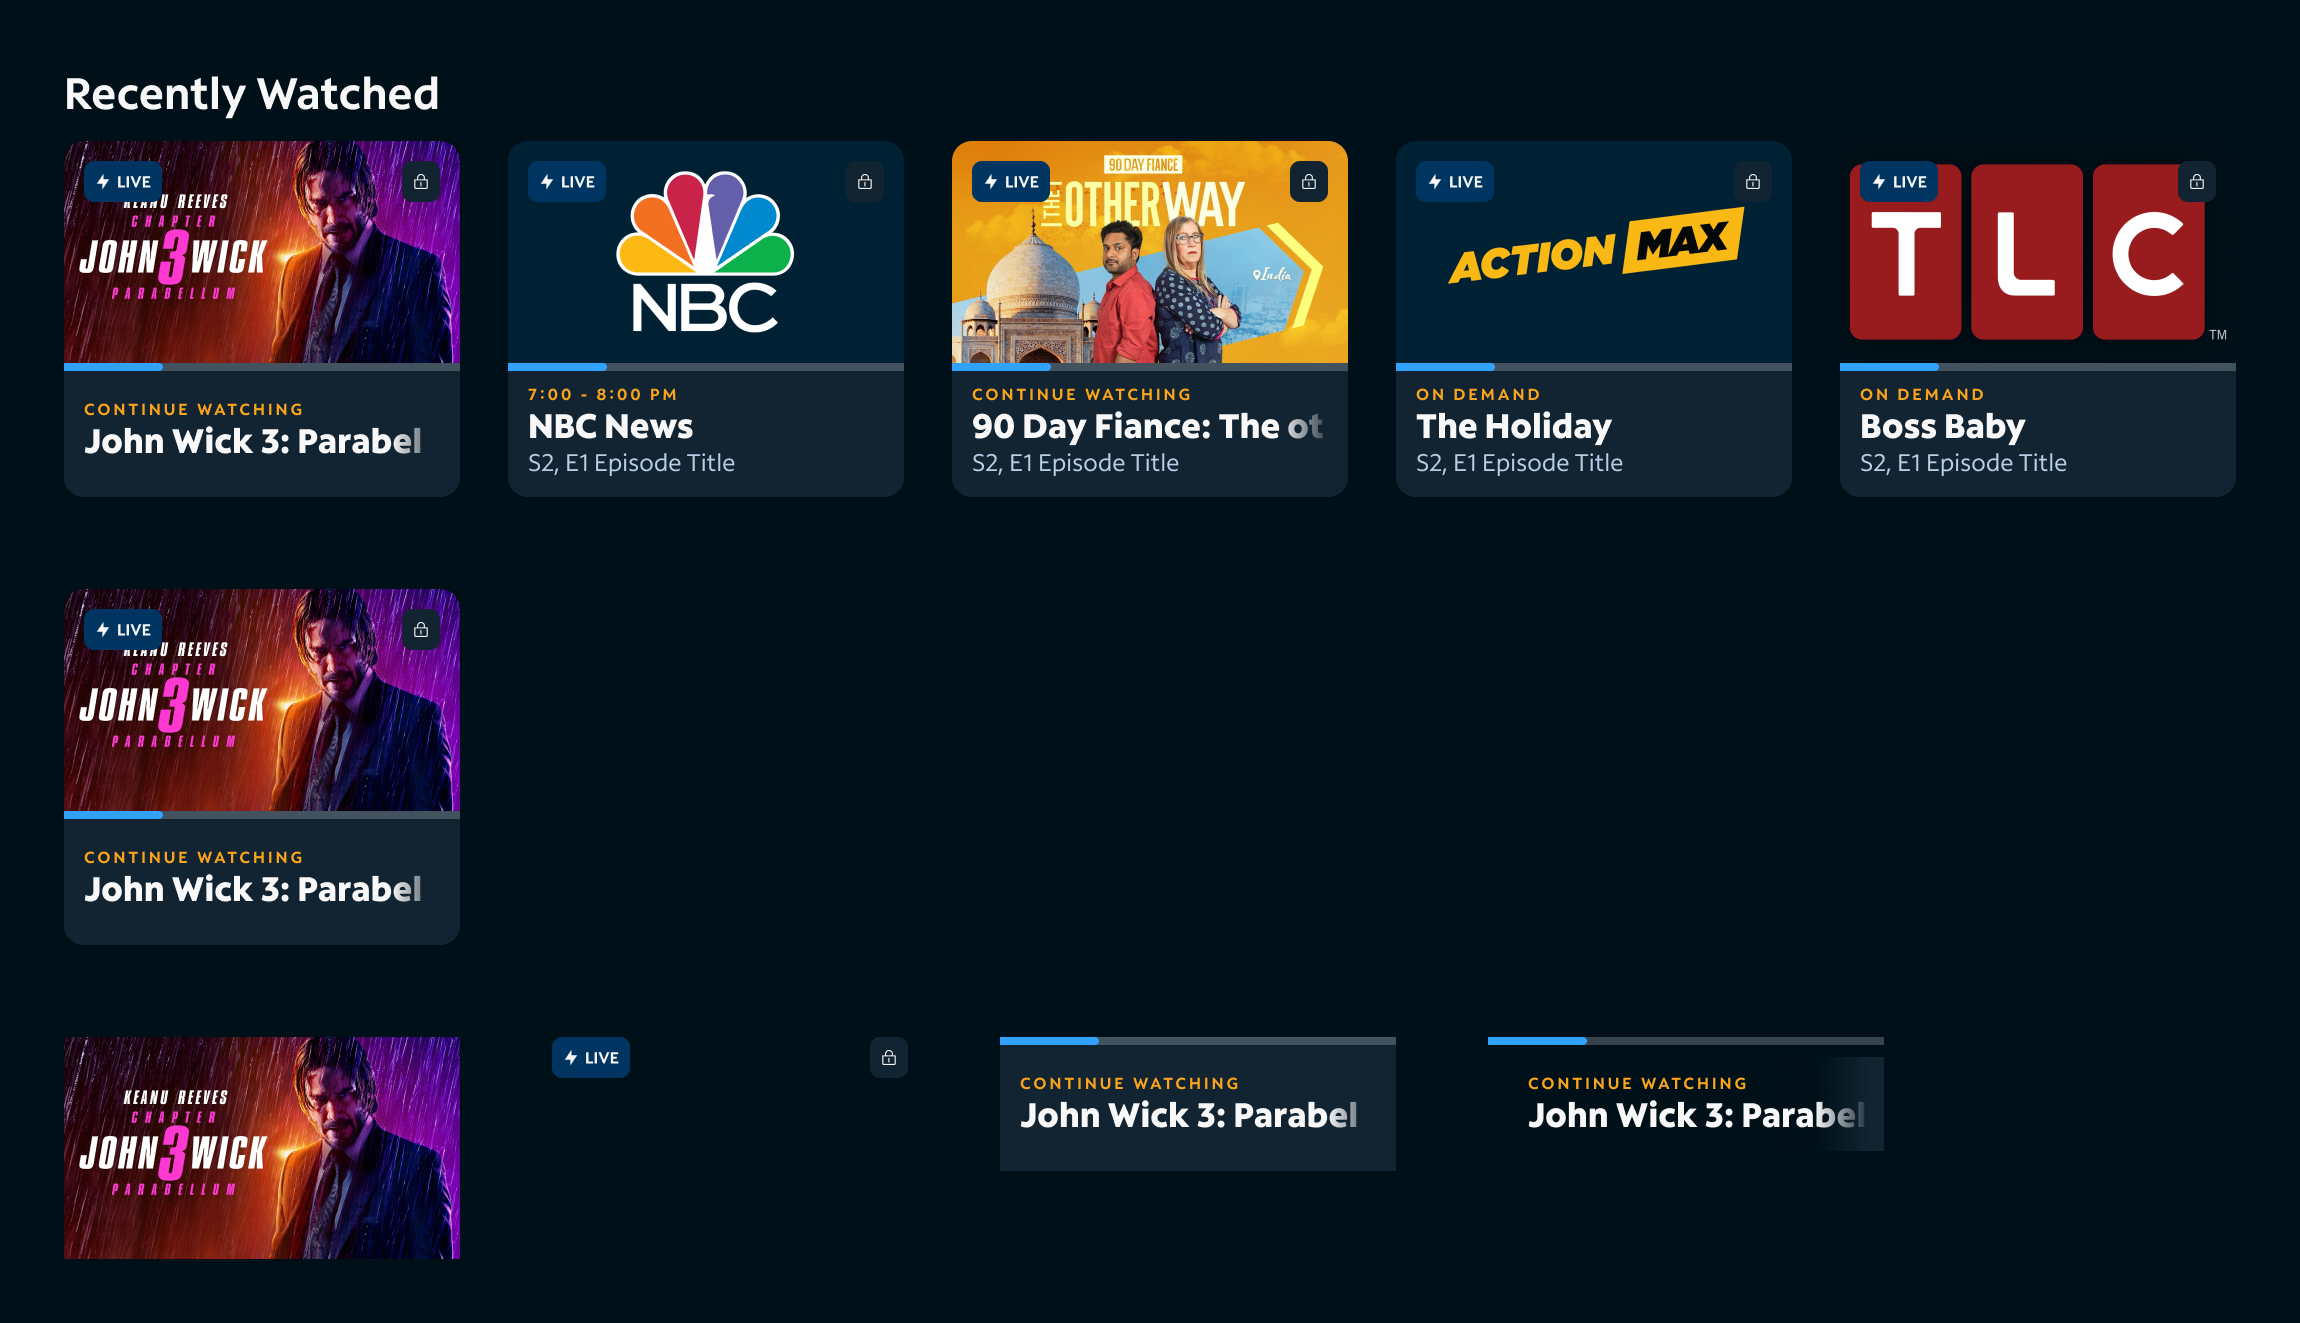 Recently Watched
LIVE
KEANU REEVES
CHAPTER
JOHN 3 WICK
PARABELLUM
CONTINUE WATCHING
John Wick 3: Parabel
LIVE
NBC
7:00 - 8:00 PM
NBC News
S2, E1 Episode Title
LIVE
90 DAY FIANCE
THE OTHER WAY
India
CONTINUE WATCHING
90 Day Fiance: The ot
S2, E1 Episode Title
LIVE
ACTION MAX
ON DEMAND
The Holiday
S2, E1 Episode Title
LIVE
TLC
TM
ON DEMAND
Boss Baby
S2, E1 Episode Title
LIVE
KEANU REEVES
CHAPTER
JOHN 3 WICK
PARABELLUM
CONTINUE WATCHING
John Wick 3: Parabel
KEANU REEVES
CHAPTER
JOHN 3 WICK
PARABELLUM
LIVE
CONTINUE WATCHING
John Wick 3: Parabel
CONTINUE WATCHING
John Wick 3: Parabel